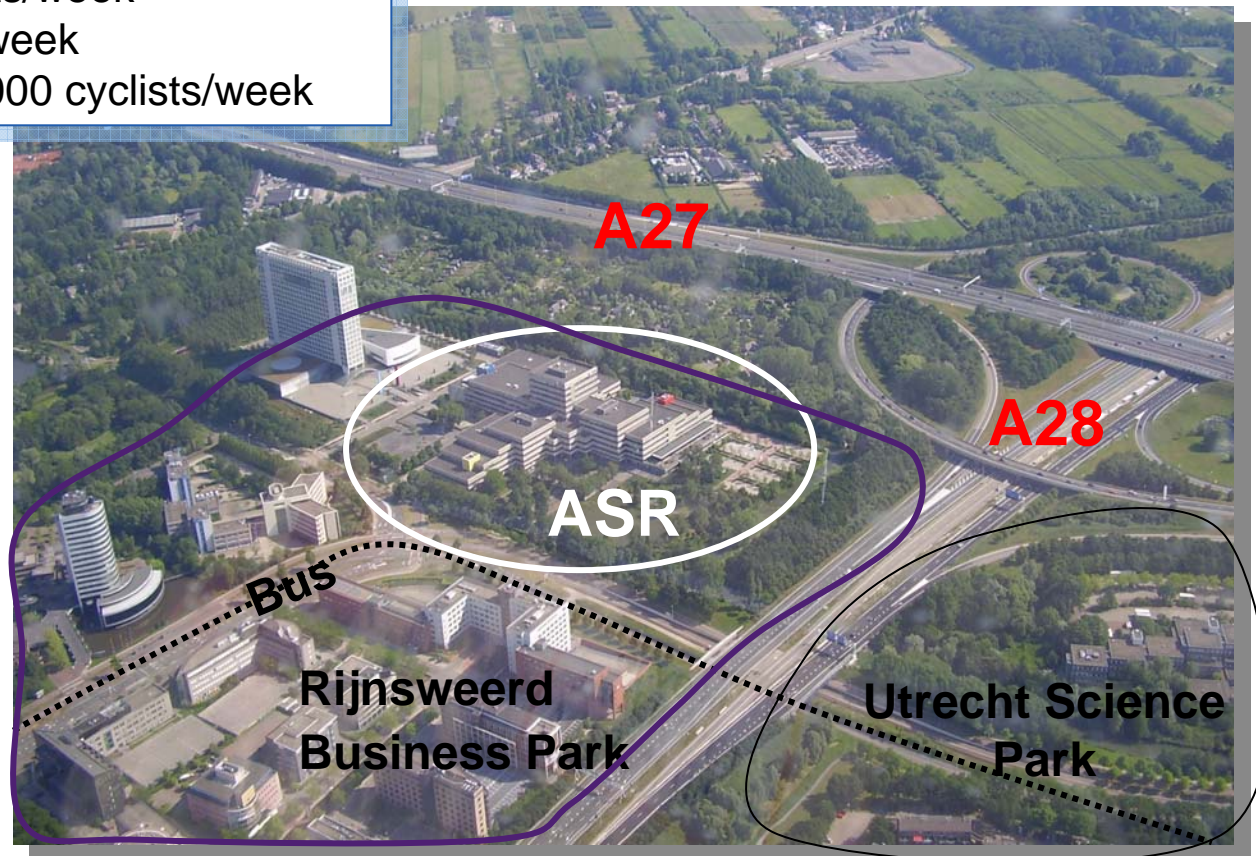 week
000 cyclists/week
A27
A28
ASR
Bus
Rijnsweerd
Business Park
Utrecht Science
Park